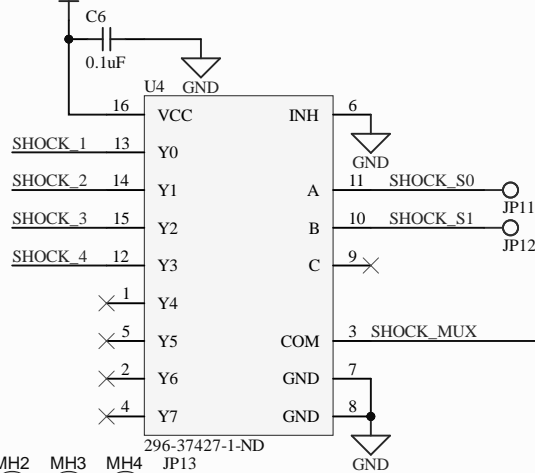 C6
0.1uF
GND
U4
16 VCC INH 6
GND
SHOCK_1 13 Y0
SHOCK_2 14 Y1 A 11 SHOCK_S0
JP11
SHOCK_3 15 Y2 B 10 SHOCK_S1
JP12
SHOCK_4 12 Y3 C 9
1 Y4
5 Y5 COM 3 SHOCK_MUX
2 Y6 GND 7
4 Y7 GND 8
296-37427-1-ND
GND
MH2 MH3 MH4 JP13